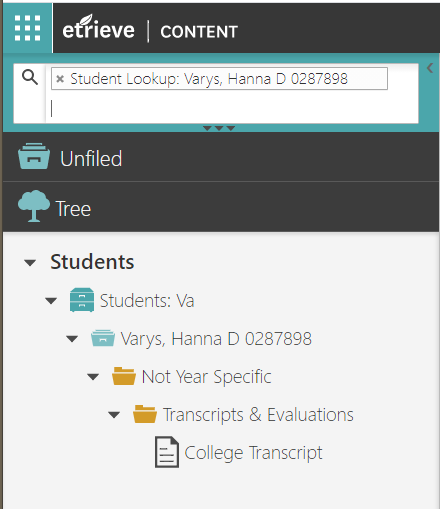 etrieve CONTENT
× Student Lookup: Varys, Hanna D 0287898
Unfiled
Tree
Students
Students: Va
Varys, Hanna D 0287898
Not Year Specific
Transcripts & Evaluations
College Transcript